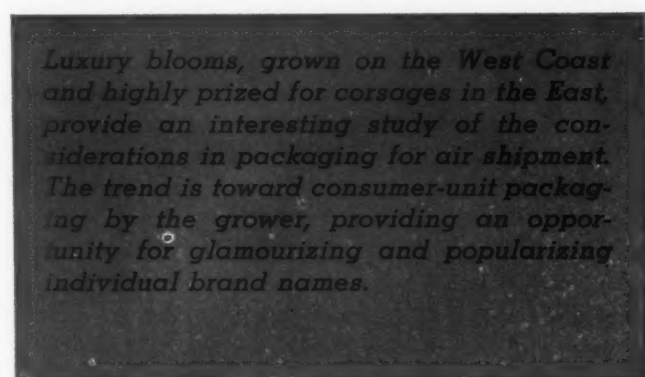 Luxury blooms, grown on the West Coast
and highly prized for corsages in the East,
provide an interesting study of the con-
siderations in packaging for air shipment.
The trend is toward consumer-unit packag-
ing by the grower, providing an oppor-
tunity for glamourizing and popularizing
individual brand names.